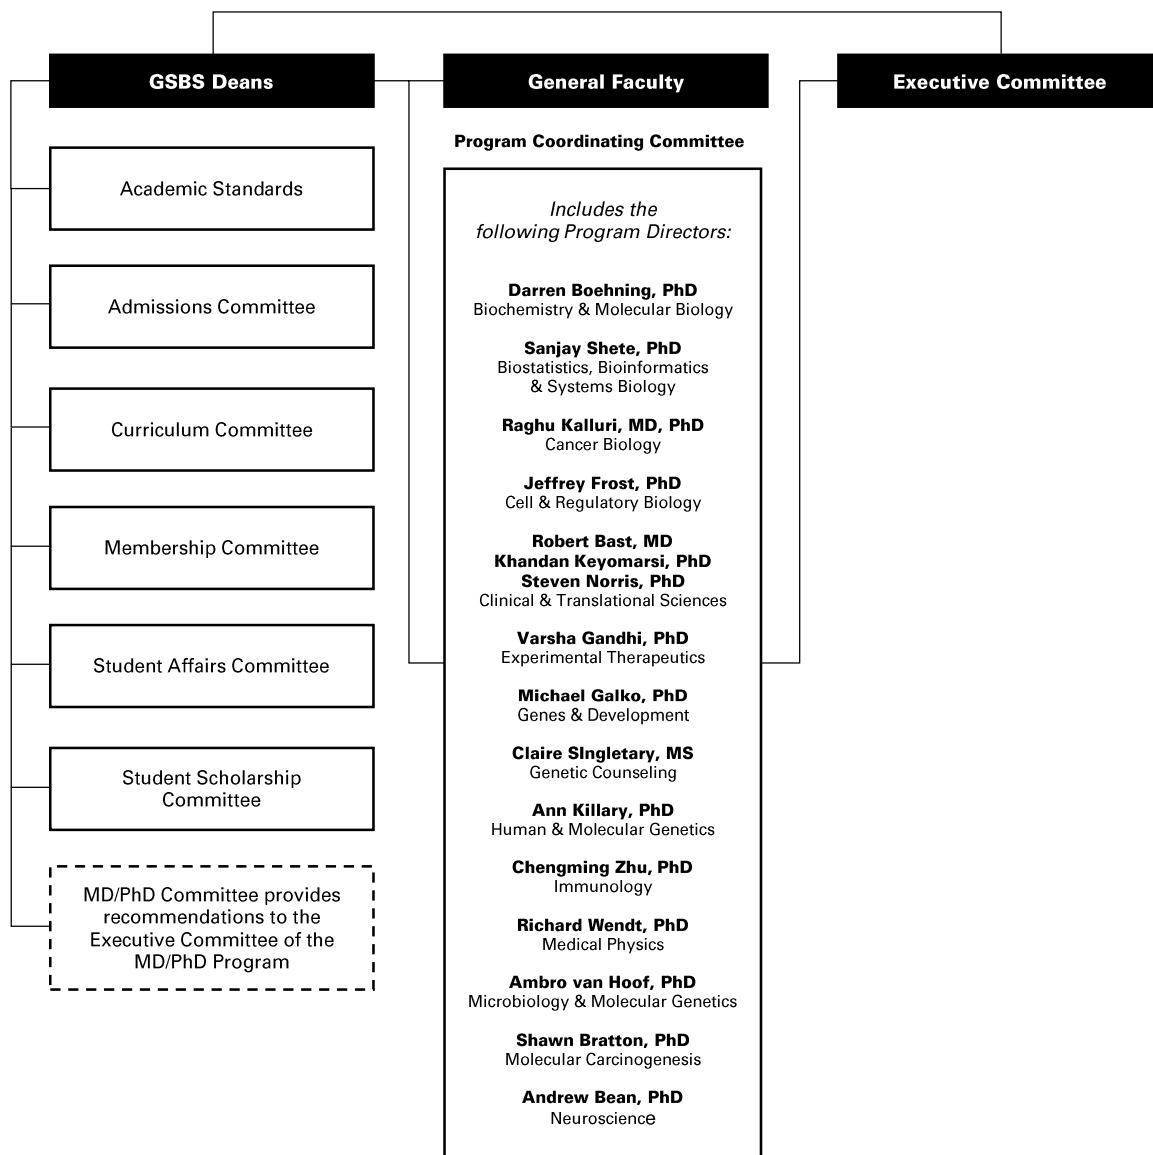 GSBS Deans
General Faculty
Executive Committee
Academic Standards
Admissions Committee
Curriculum Committee
Membership Committee
Student Affairs Committee
Student Scholarship
Committee
MD/PhD Committee provides
recommendations to the
Executive Committee of the
MD/PhD Program
Program Coordinating Committee
Includes the
following Program Directors:
Darren Boehning, PhD
Biochemistry & Molecular Biology
Sanjay Shete, PhD
Biostatistics, Bioinformatics
& Systems Biology
Raghu Kalluri, MD, PhD
Cancer Biology
Jeffrey Frost, PhD
Cell & Regulatory Biology
Robert Bast, MD
Khandan Keyomarsi, PhD
Steven Norris, PhD
Clinical & Translational Sciences
Varsha Gandhi, PhD
Experimental Therapeutics
Michael Galko, PhD
Genes & Development
Claire SIngletary, MS
Genetic Counseling
Ann Killary, PhD
Human & Molecular Genetics
Chengming Zhu, PhD
Immunology
Richard Wendt, PhD
Medical Physics
Ambro van Hoof, PhD
Microbiology & Molecular Genetics
Shawn Bratton, PhD
Molecular Carcinogenesis
Andrew Bean, PhD
Neuroscience